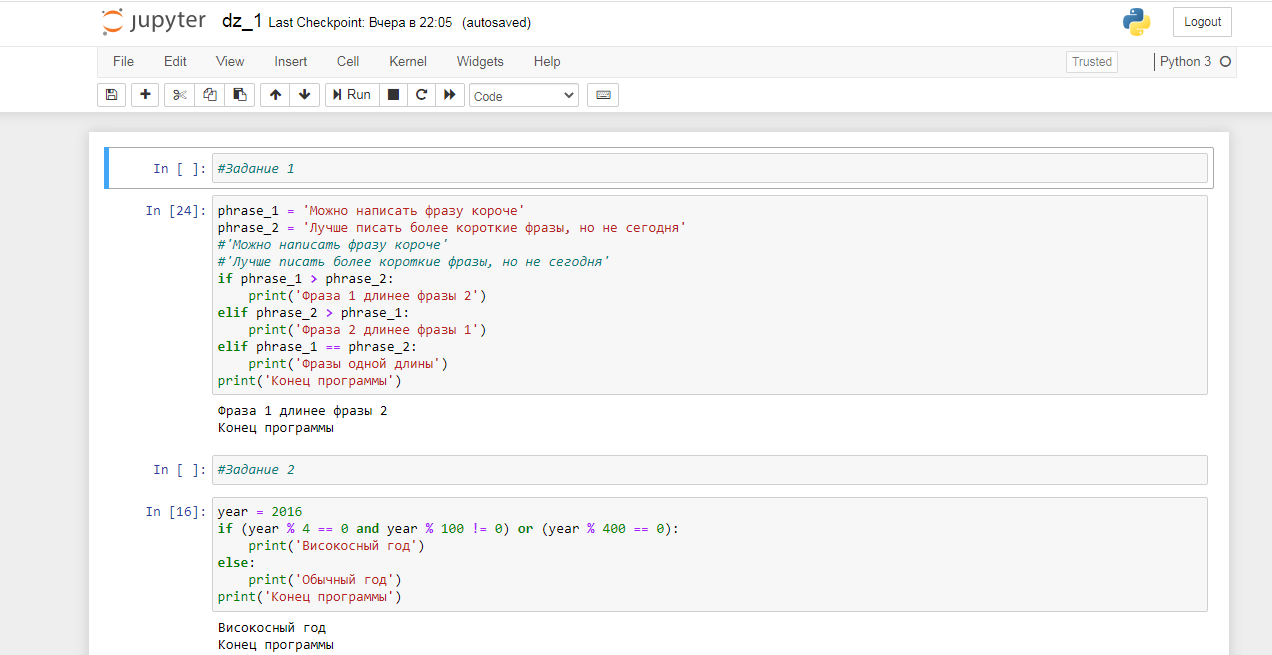 jupyter dz_1 Last Checkpoint: Вчера в 22:05 (autosaved)
Logout
File Edit View Insert Cell Kernel Widgets Help
Trusted
Python 3
Run
Code
In [ ]: #Задание 1
In [24]: phrase_1 = 'Можно написать фразу короче'
phrase_2 = 'Лучше писать более короткие фразы, но не сегодня'
#'Можно написать фразу короче'
#'Лучше писать более короткие фразы, но не сегодня'
if phrase_1 > phrase_2:
    print('Фраза 1 длинее фразы 2')
elif phrase_2 > phrase_1:
    print('Фраза 2 длинее фразы 1')
elif phrase_1 == phrase_2:
    print('Фразы одной длины')
print('Конец программы')
Фраза 1 длинее фразы 2
Конец программы
In [ ]: #Задание 2
In [16]: year = 2016
if (year % 4 == 0 and year % 100 != 0) or (year % 400 == 0):
    print('Високосный год')
else:
    print('Обычный год')
print('Конец программы')
Високосный год
Конец программы